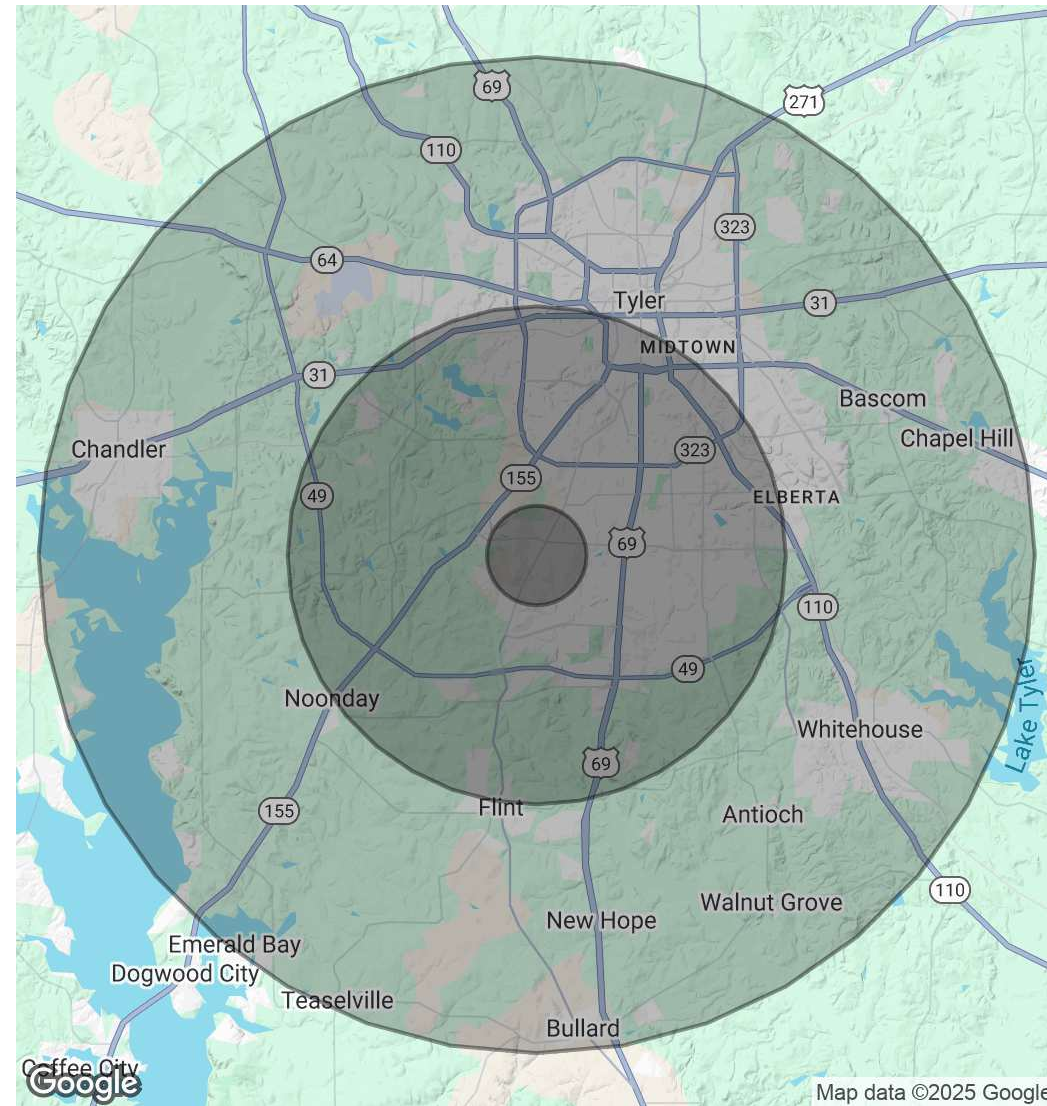 69
271
110
323
64
Tyler
31
MIDTOWN
31
Bascom
Chandler
Chapel Hill
323
155
49
ELBERTA
69
110
49
Noonday
Whitehouse
Lake Tyler
69
155
Flint
Antioch
110
Walnut Grove
New Hope
Emerald Bay
Dogwood City
Teaselville
Bullard
Coffee City
Google
Map data ©2025 Google